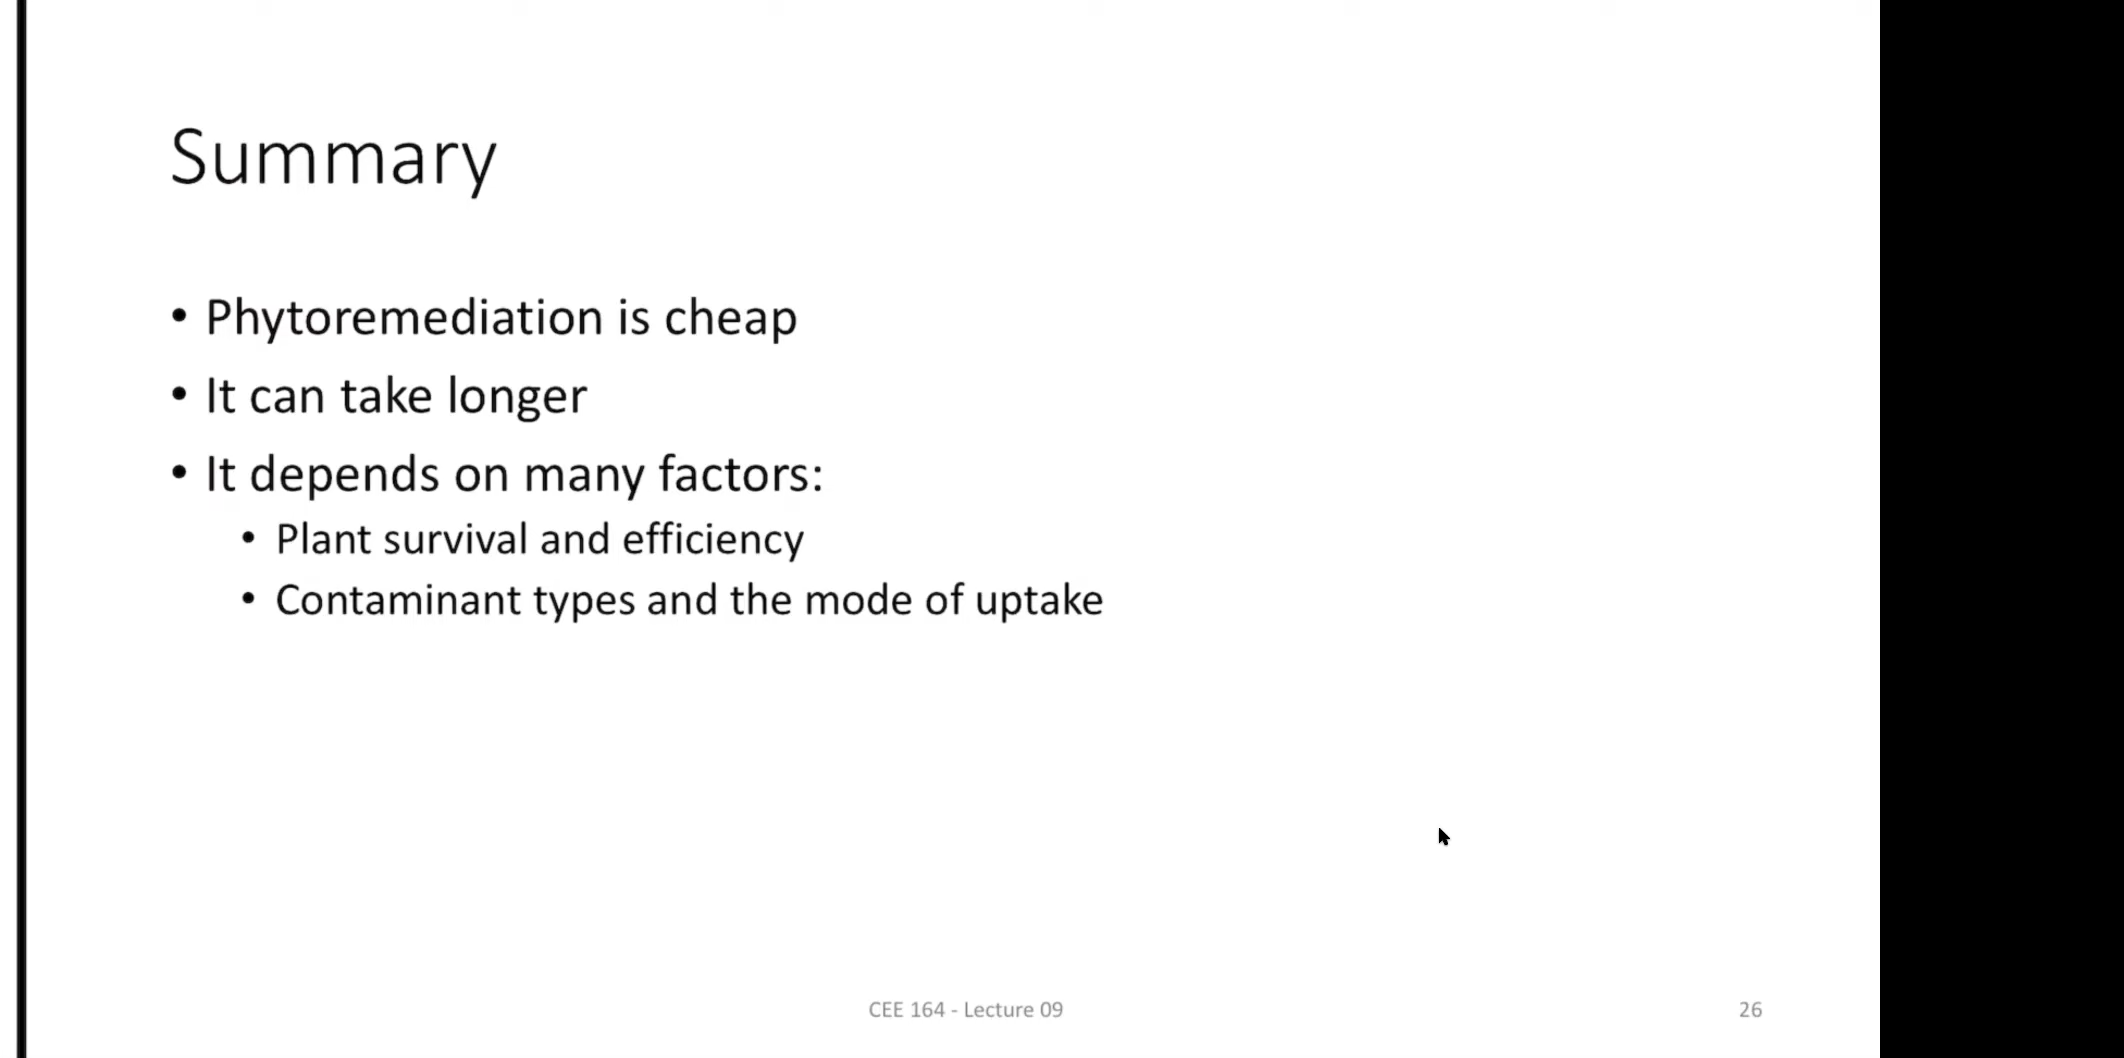 Summary
• Phytoremediation is cheap
• It can take longer
• It depends on many factors:
• Plant survival and efficiency
• Contaminant types and the mode of uptake
CEE 164 - Lecture 09
26